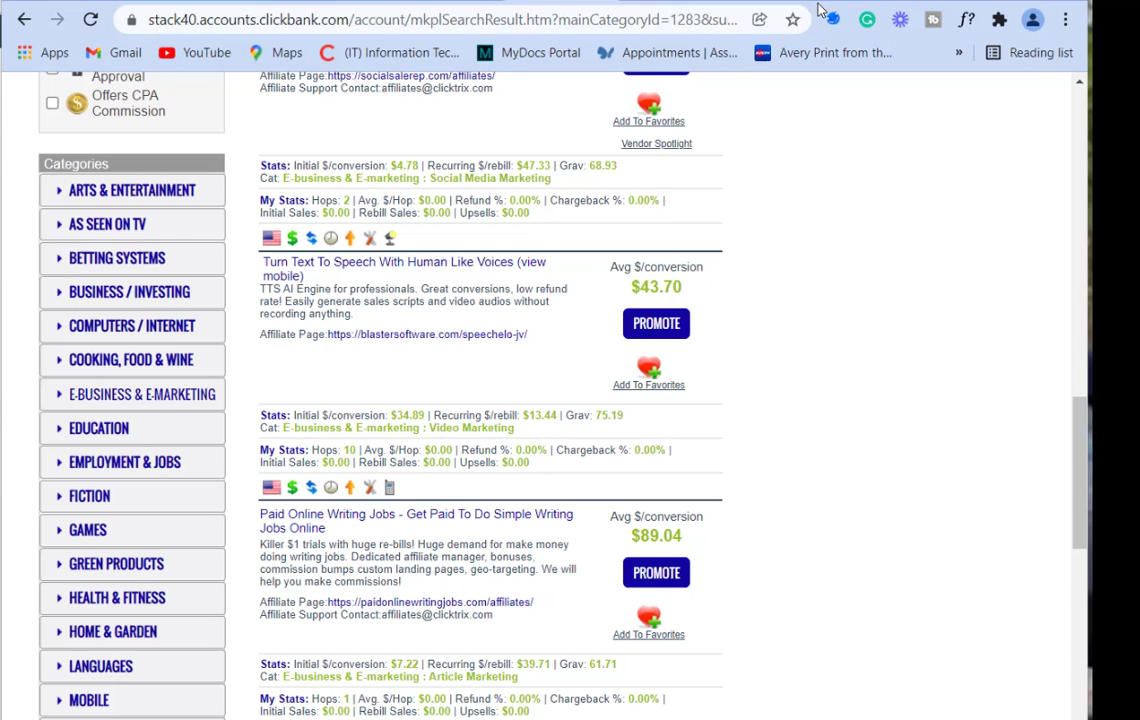 stack40.accounts.clickbank.com/account/mkplSearchResult.htm?mainCategoryId=1283&su...
Apps
Gmail
YouTube
Maps
(IT) Information Tec...
MyDocs Portal
Appointments | Ass...
Avery Print from th...
»
Reading list
Approval
Offers CPA
Commission
Categories
ARTS & ENTERTAINMENT
AS SEEN ON TV
BETTING SYSTEMS
BUSINESS / INVESTING
COMPUTERS / INTERNET
COOKING, FOOD & WINE
E-BUSINESS & E-MARKETING
EDUCATION
EMPLOYMENT & JOBS
FICTION
GAMES
GREEN PRODUCTS
HEALTH & FITNESS
HOME & GARDEN
LANGUAGES
MOBILE
Affiliate Page:https://socialsalerep.com/affiliates/
Affiliate Support Contact:affiliates@clicktrix.com
Add To Favorites
Vendor Spotlight
Stats: Initial $/conversion: $4.78 | Recurring $/rebill: $47.33 | Grav: 68.93
Cat: E-business & E-marketing : Social Media Marketing
My Stats: Hops: 2 | Avg. $/Hop: $0.00 | Refund %: 0.00% | Chargeback %: 0.00% |
Initial Sales: $0.00 | Rebill Sales: $0.00 | Upsells: $0.00
Turn Text To Speech With Human Like Voices (view
mobile)
TTS AI Engine for professionals. Great conversions, low refund
rate! Easily generate sales scripts and video audios without
recording anything.
Affiliate Page:https://blastersoftware.com/speechelo-jv/
Avg $/conversion
$43.70
PROMOTE
Add To Favorites
Stats: Initial $/conversion: $34.89 | Recurring $/rebill: $13.44 | Grav: 75.19
Cat: E-business & E-marketing : Video Marketing
My Stats: Hops: 10 | Avg. $/Hop: $0.00 | Refund %: 0.00% | Chargeback %: 0.00% |
Initial Sales: $0.00 | Rebill Sales: $0.00 | Upsells: $0.00
Paid Online Writing Jobs - Get Paid To Do Simple Writing
Jobs Online
Killer $1 trials with huge re-bills! Huge demand for make money
doing writing jobs. Dedicated affiliate manager, bonuses,
commission bumps custom landing pages, geo-targeting. We will
help you make commissions!
Affiliate Page:https://paidonlinewritingjobs.com/affiliates/
Affiliate Support Contact:affiliates@clicktrix.com
Avg $/conversion
$89.04
PROMOTE
Add To Favorites
Stats: Initial $/conversion: $7.22 | Recurring $/rebill: $39.71 | Grav: 61.71
Cat: E-business & E-marketing : Article Marketing
My Stats: Hops: 1 | Avg. $/Hop: $0.00 | Refund %: 0.00% | Chargeback %: 0.00% |
Initial Sales: $0.00 | Rebill Sales: $0.00 | Upsells: $0.00